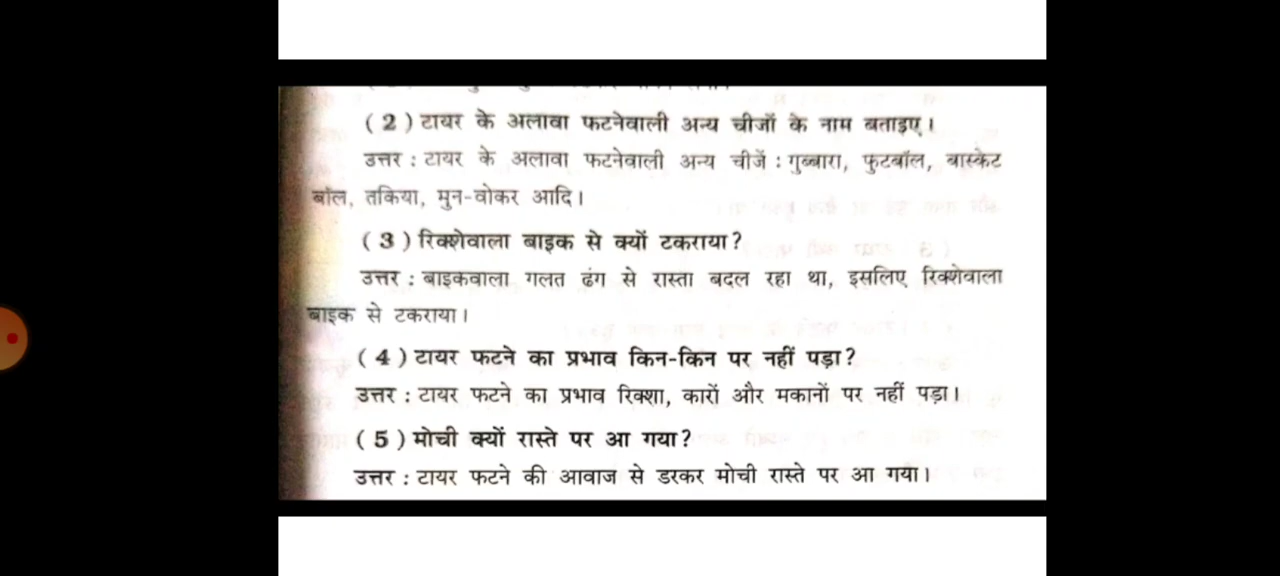 (2) टायर के अलावा फटनेवाली अन्य चीजों के नाम बताइए।
उत्तर : टायर के अलावा फटनेवाली अन्य चीजें : गुब्बारा, फुटबॉल, बास्केट
बॉल, तकिया, मुन-वोकर आदि।
(3) रिक्शेवाला बाइक से क्यों टकराया?
उत्तर : बाइकवाला गलत ढंग से रास्ता बदल रहा था, इसलिए रिक्शेवाला
बाइक से टकराया।
(4) टायर फटने का प्रभाव किन-किन पर नहीं पड़ा?
उत्तर : टायर फटने का प्रभाव रिक्शा, कारों और मकानों पर नहीं पड़ा।
(5) मोची क्यों रास्ते पर आ गया?
उत्तर : टायर फटने की आवाज से डरकर मोची रास्ते पर आ गया।